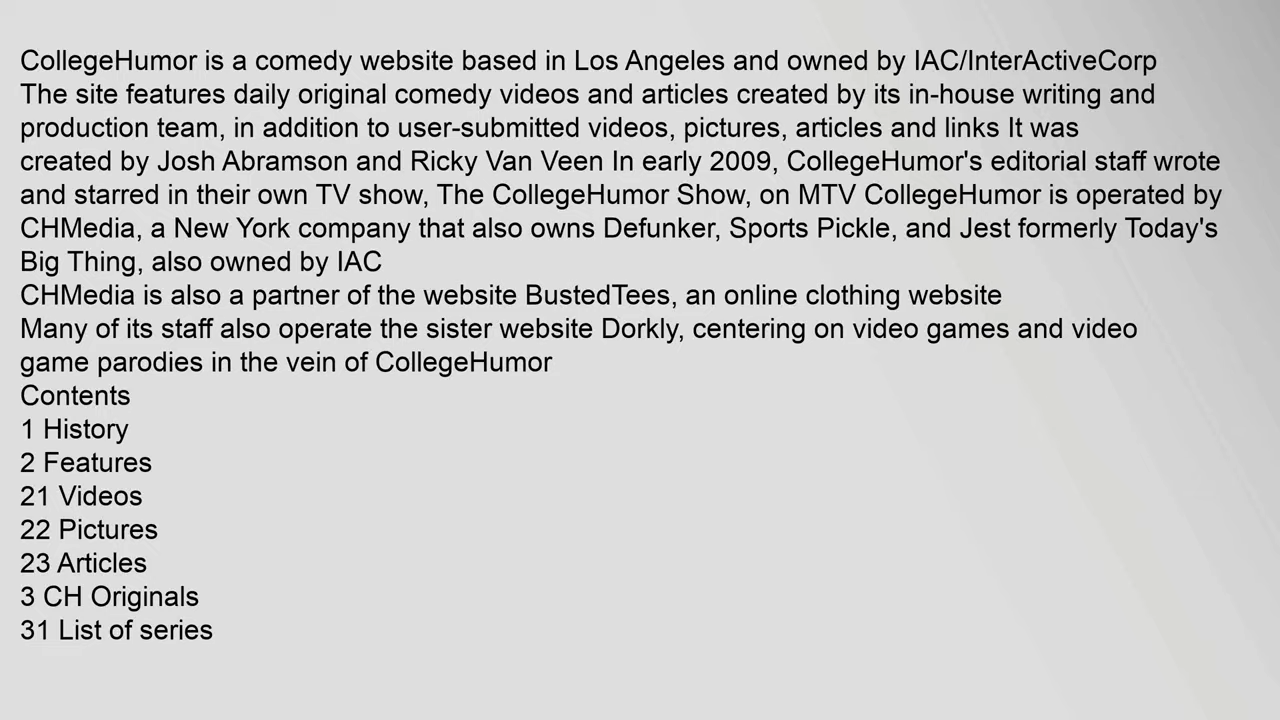 CollegeHumor is a comedy website based in Los Angeles and owned by IAC/InterActiveCorp
The site features daily original comedy videos and articles created by its in-house writing and
production team, in addition to user-submitted videos, pictures, articles and links It was
created by Josh Abramson and Ricky Van Veen In early 2009, CollegeHumor's editorial staff wrote
and starred in their own TV show, The CollegeHumor Show, on MTV CollegeHumor is operated by
CHMedia, a New York company that also owns Defunker, Sports Pickle, and Jest formerly Today's
Big Thing, also owned by IAC
CHMedia is also a partner of the website BustedTees, an online clothing website
Many of its staff also operate the sister website Dorkly, centering on video games and video
game parodies in the vein of CollegeHumor
Contents
1 History
2 Features
21 Videos
22 Pictures
23 Articles
3 CH Originals
31 List of series